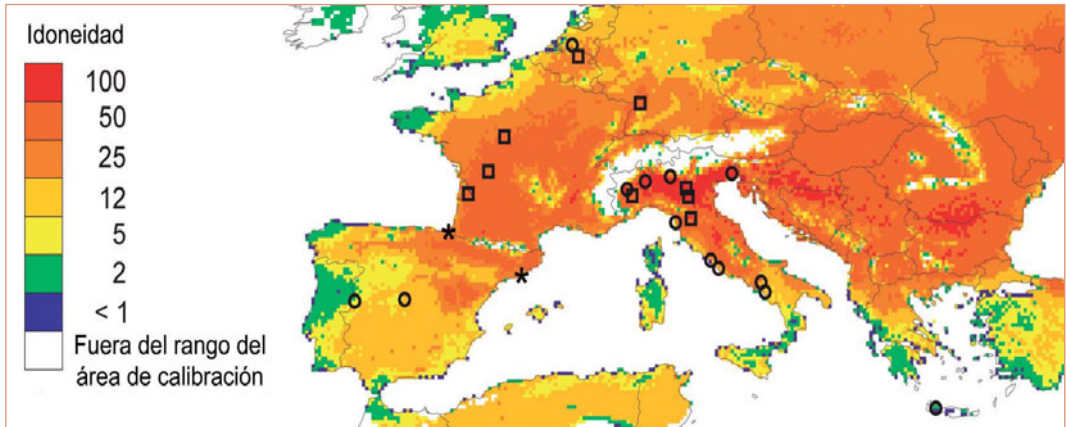 Idoneidad
100
50
25
12
5
2
< 1
Fuera del rango del
área de calibración